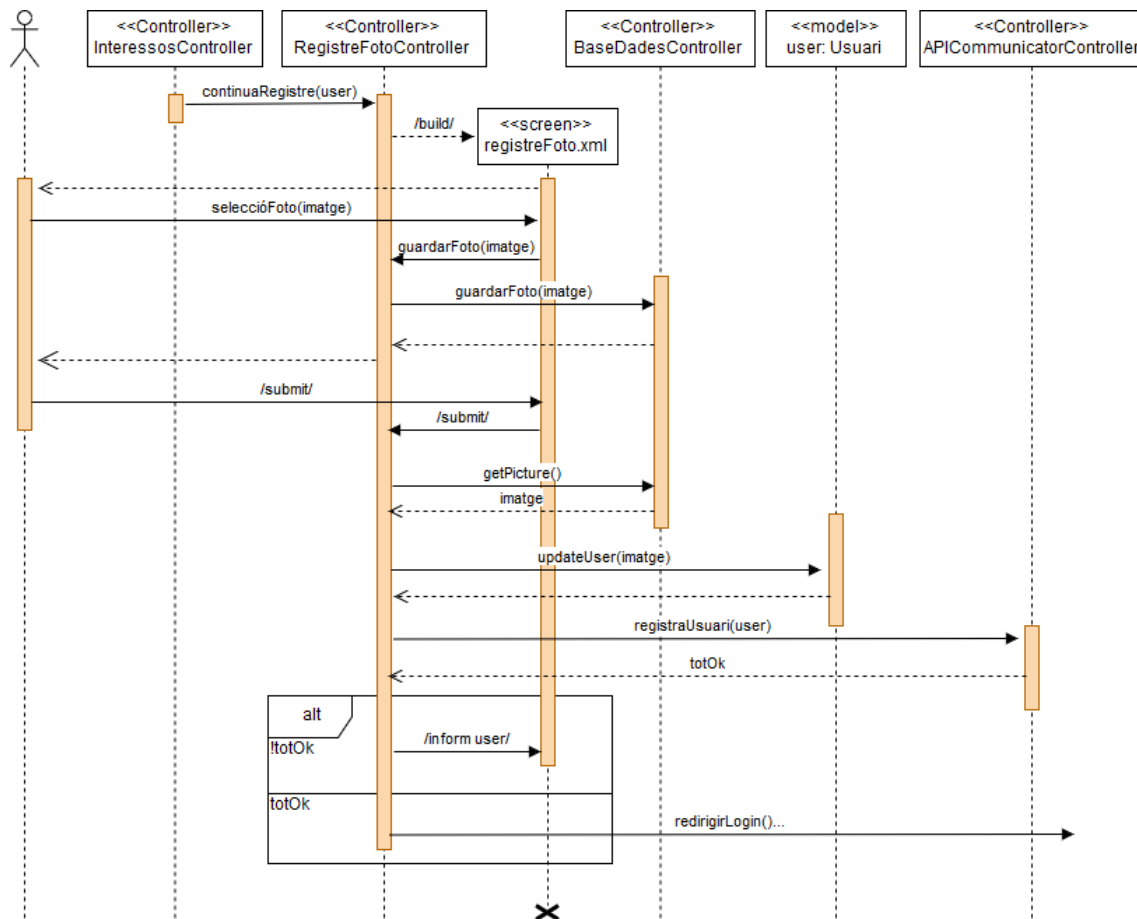 <<Controller>>
InteressosController
<<Controller>>
RegistreFotoController
<<Controller>>
BaseDadesController
<<model>>
user: Usuari
<<Controller>>
APICommunicatorController
continuaRegistre(user)
/build/
<<screen>>
registreFoto.xml
seleccióFoto(imatge)
guardarFoto(imatge)
guardarFoto(imatge)
/submit/
/submit/
getPicture()
imatge
updateUser(imatge)
registraUsuari(user)
totOk
alt
!totOk
/inform user/
totOk
redirigirLogin()...